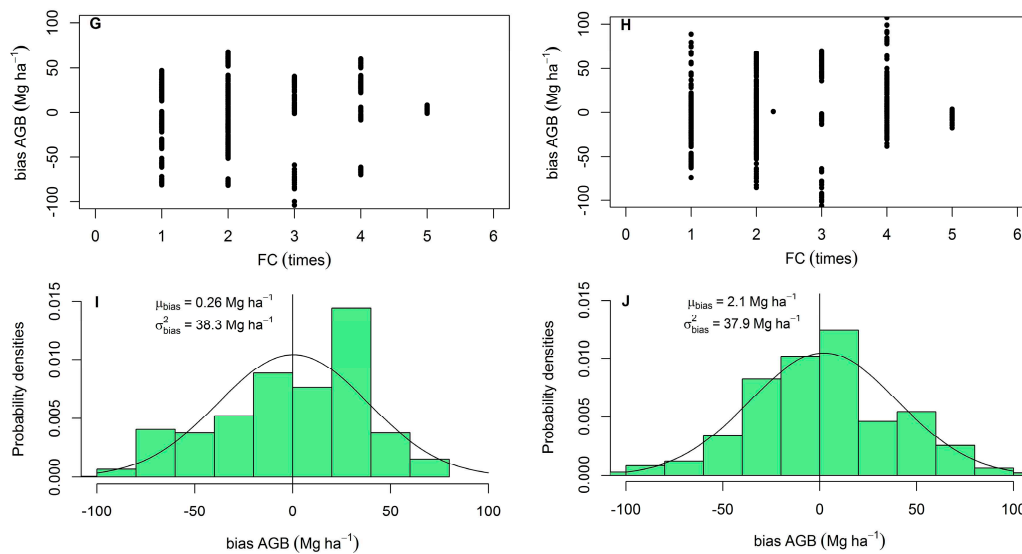 G
bias AGB (Mg ha⁻¹)
100
50
0
-50
-100
0 1 2 3 4 5 6
FC (times)
H
bias AGB (Mg ha⁻¹)
100
50
0
-50
-100
0 1 2 3 4 5 6
FC (times)
I
μbias = 0.26 Mg ha⁻¹
σ²bias = 38.3 Mg ha⁻¹
Probability densities
0.015
0.010
0.005
0.000
-100 -50 0 50 100
bias AGB (Mg ha⁻¹)
J
μbias = 2.1 Mg ha⁻¹
σ²bias = 37.9 Mg ha⁻¹
Probability densities
0.015
0.010
0.005
0.000
-100 -50 0 50 100
bias AGB (Mg ha⁻¹)